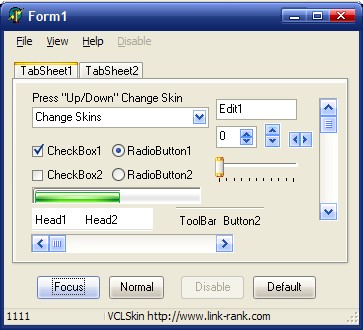 Form1
File View Help Disable
TabSheet1 TabSheet2
Press "Up/Down" Change Skin
Edit1
Change Skins
0
CheckBox1 RadioButton1
CheckBox2 RadioButton2
Head1 Head2 ToolBar Button2
Focus Normal Disable Default
1111 VCLSkin http://www.link-rank.com